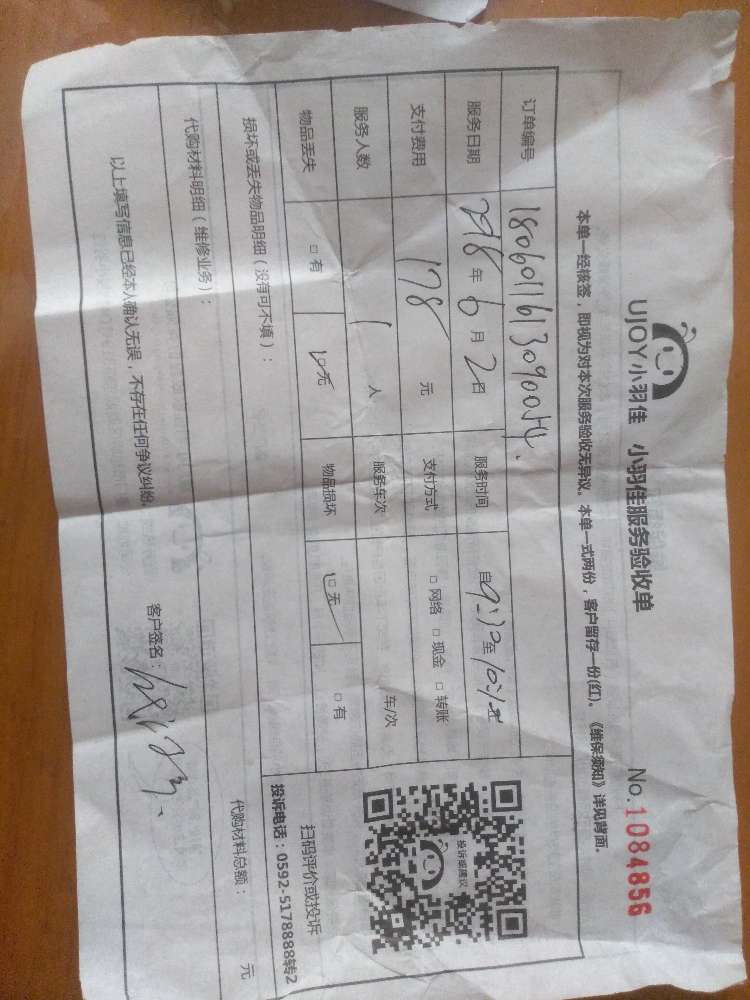 UJOY小羽佳 小羽佳服务验收单 No.1084856
本单一经核签，即视为对本次服务验收无异议。本单一式两份，客户留存一份(红)。《维保须知》详见背面。
订单编号
服务日期 2018年6月2日 服务时间 自9:30至
支付费用 178元 支付方式 □网络 □现金 □转账
服务人数 1人 服务车次 车/次
物品丢失 □有 □无 物品损坏 □无 □有
投诉或建议
扫码评价或投诉
投诉电话：0592-5178888转2
损坏或丢失物品明细（没有可不填）：
代购材料明细（维修业务）： 代购材料总额： 元
以上填写信息已经本人确认无误，不存在任何争议纠纷。
客户签名：